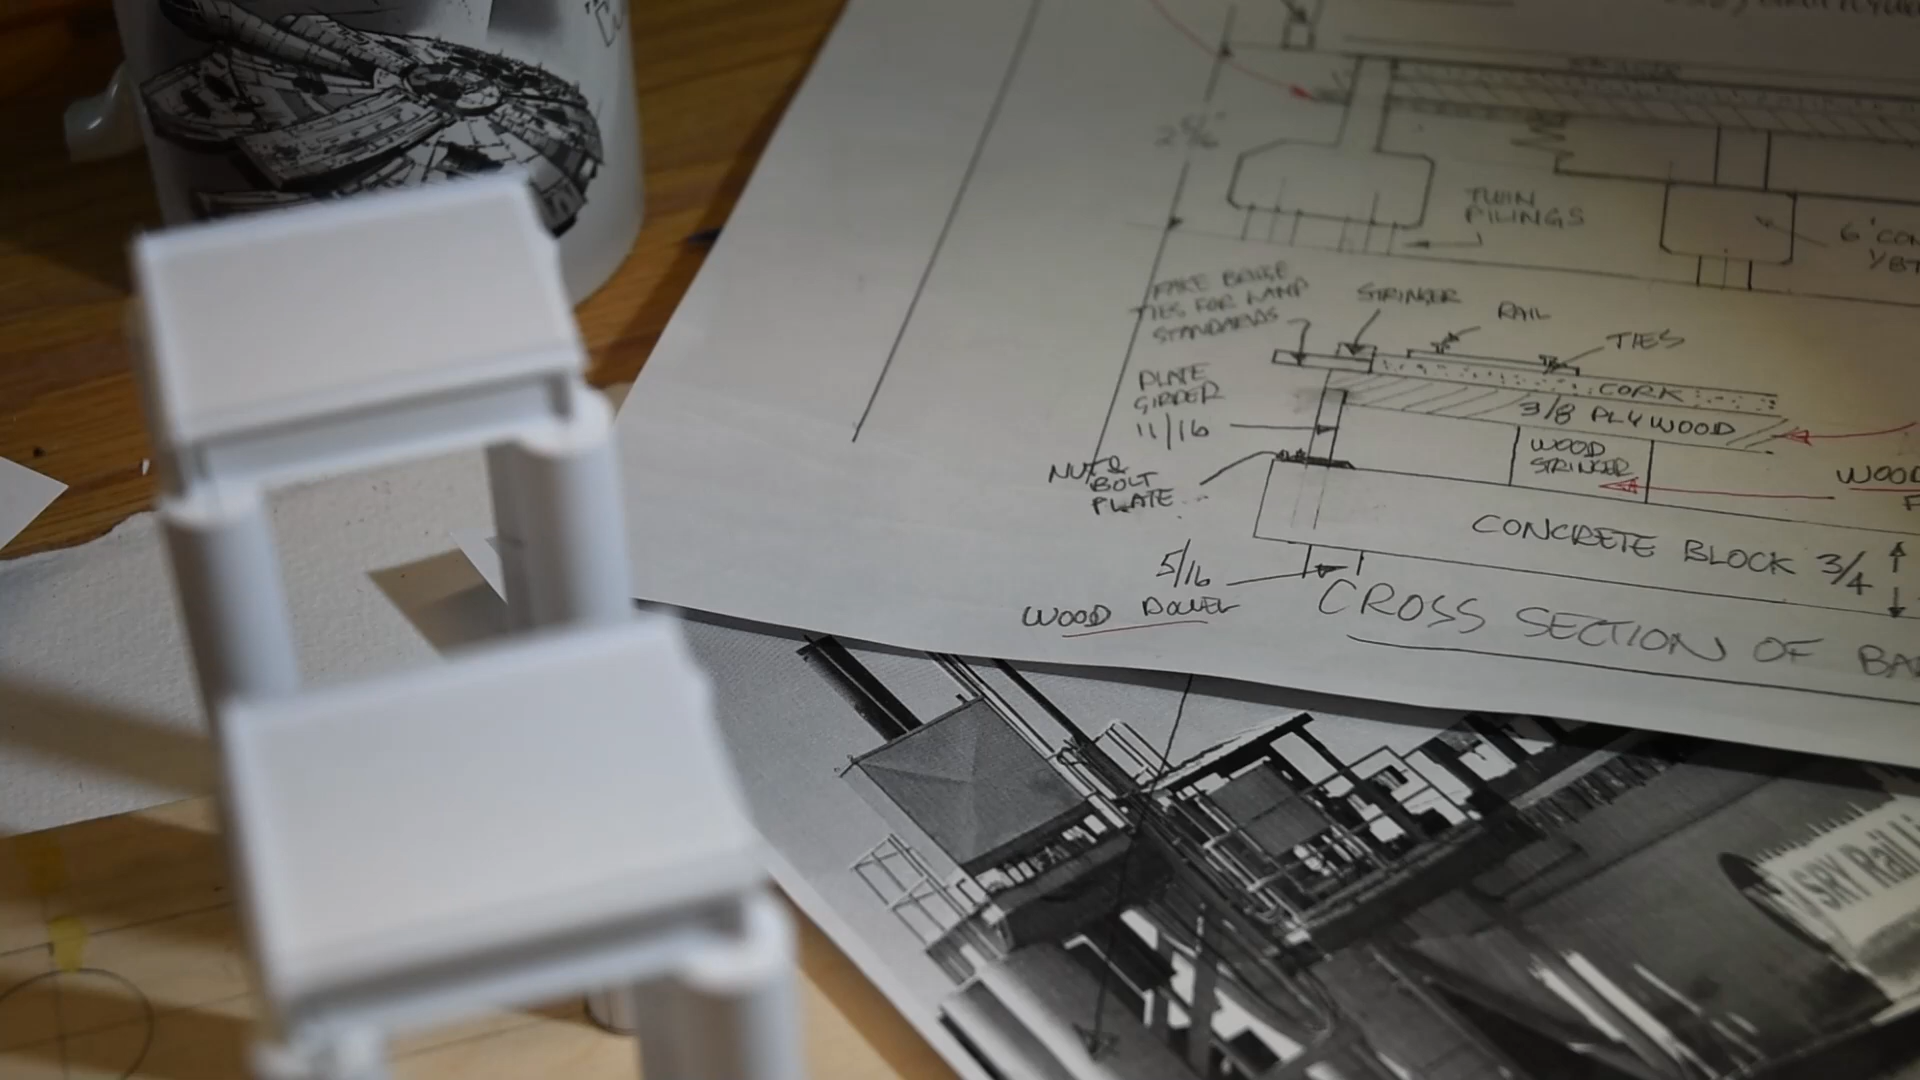 TWIN
PILINGS
6' CON
FAKE BRIDGE
TIES FOR LAMP
STANDARDS
STRINGER
RAIL
TIES
PLATE
GIRDER
11/16
CORK
3/8 PLYWOOD
WOOD
STRINGER
NUT &
BOLT
PLATE
WOOD
CONCRETE BLOCK 3/4
5/16
WOOD DOWEL
CROSS SECTION OF BA
SRY Rail Li